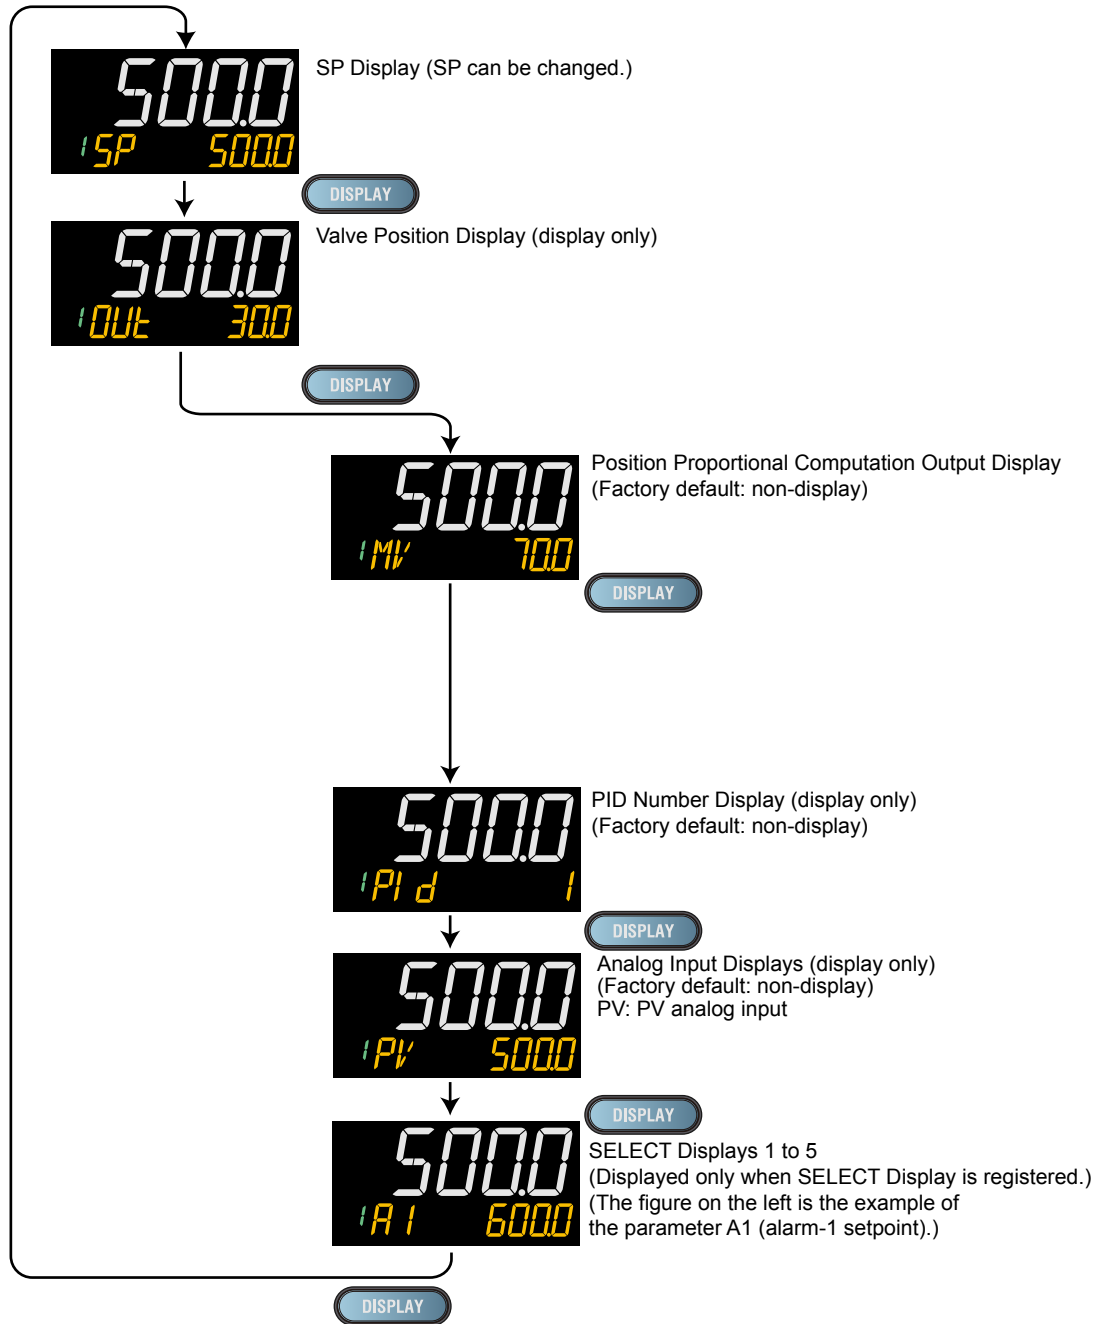 500.0
SP Display (SP can be changed.)
1 SP 500.0
DISPLAY
500.0
Valve Position Display (display only)
1 OUt 30.0
DISPLAY
500.0
Position Proportional Computation Output Display
(Factory default: non-display)
1 MV 70.0
DISPLAY
500.0
PID Number Display (display only)
(Factory default: non-display)
1 PId 1
DISPLAY
500.0
Analog Input Displays (display only)
(Factory default: non-display)
PV: PV analog input
1 PV 500.0
DISPLAY
500.0
SELECT Displays 1 to 5
(Displayed only when SELECT Display is registered.)
(The figure on the left is the example of
the parameter A1 (alarm-1 setpoint).)
1 A1 600.0
DISPLAY